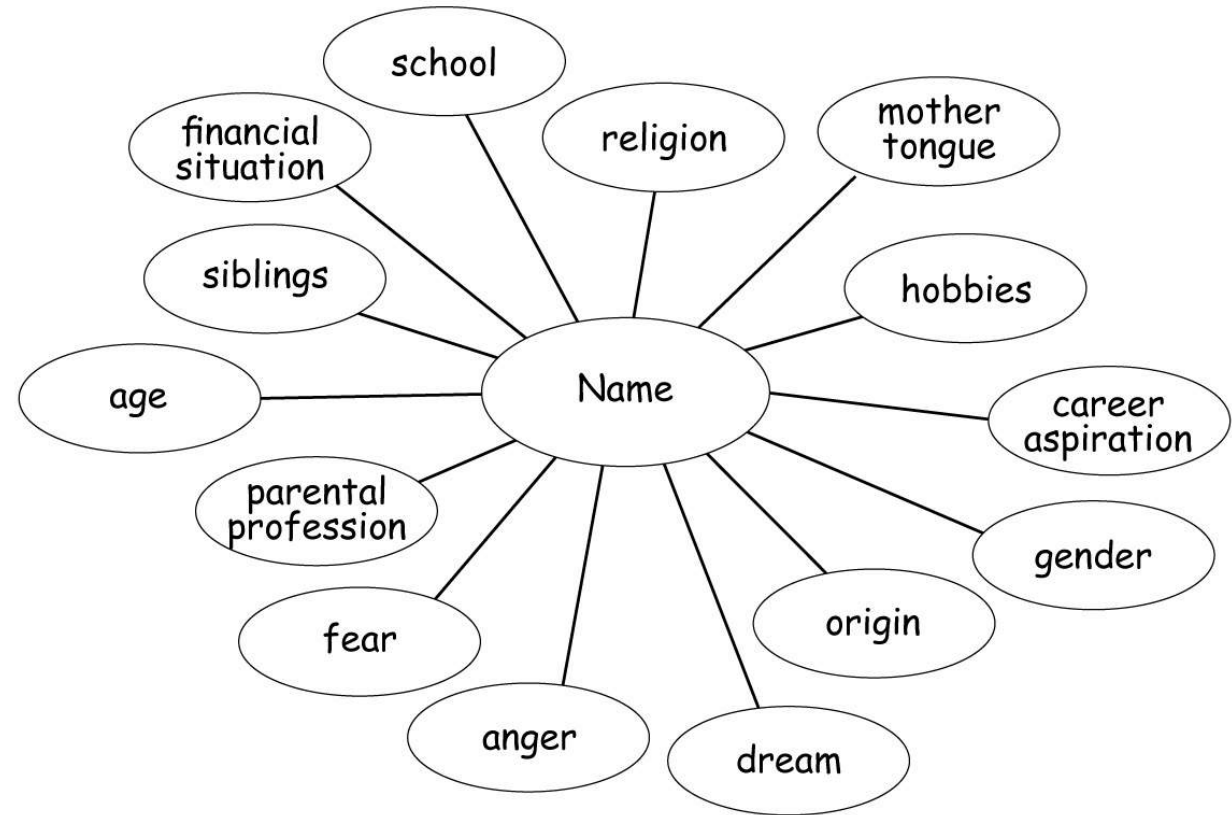 school
financial
situation
religion
mother
tongue
siblings
hobbies
age
Name
career
aspiration
parental
profession
gender
fear
origin
anger
dream